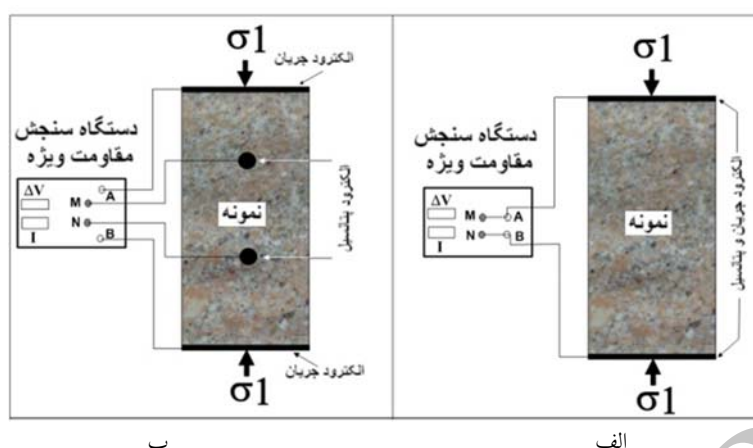 σ1
الکترود جریان
دستگاه سنجش
مقاومت ویژه
ΔV
I
M
N
A
B
نمونه
الکترود پتانسیل
الکترود جریان
σ1
ب
σ1
دستگاه سنجش
مقاومت ویژه
ΔV
I
M
N
A
B
نمونه
الکترود جریان و پتانسیل
σ1
الف